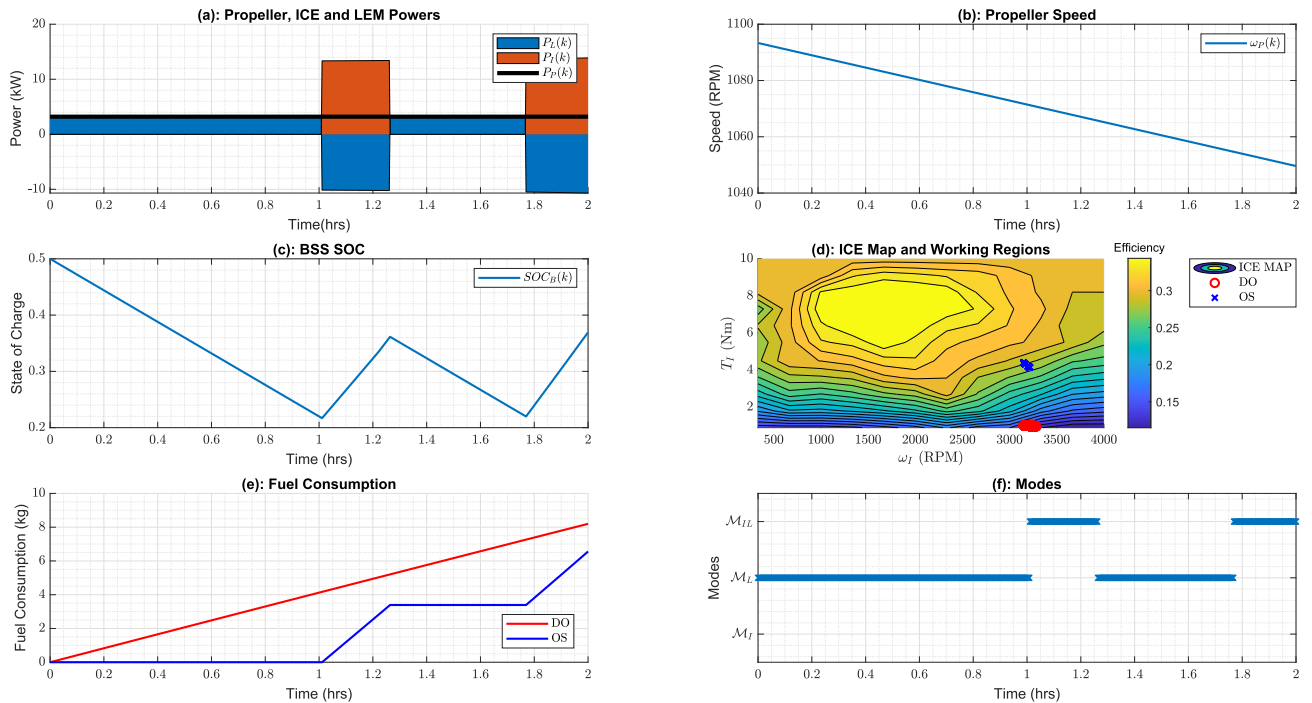 (a): Propeller, ICE and LEM Powers
20
10
0
-10
Power (kW)
P_L(k)
P_I(k)
P_P(k)
0 0.2 0.4 0.6 0.8 1 1.2 1.4 1.6 1.8 2
Time(hrs)
(b): Propeller Speed
1100
1080
1060
1040
Speed (RPM)
ω_P(k)
0 0.2 0.4 0.6 0.8 1 1.2 1.4 1.6 1.8 2
Time (hrs)
(c): BSS SOC
0.5
0.4
0.3
0.2
State of Charge
SOC_B(k)
0 0.2 0.4 0.6 0.8 1 1.2 1.4 1.6 1.8 2
Time (hrs)
(d): ICE Map and Working Regions
10
8
6
4
2
T_I (Nm)
500 1000 1500 2000 2500 3000 3500 4000
ω_I (RPM)
Efficiency
0.3
0.25
0.2
0.15
ICE MAP
DO
OS
(e): Fuel Consumption
10
8
6
4
2
0
Fuel Consumption (kg)
DO
OS
0 0.2 0.4 0.6 0.8 1 1.2 1.4 1.6 1.8 2
Time (hrs)
(f): Modes
M_IL
M_L
M_I
Modes
0 0.2 0.4 0.6 0.8 1 1.2 1.4 1.6 1.8 2
Time (hrs)